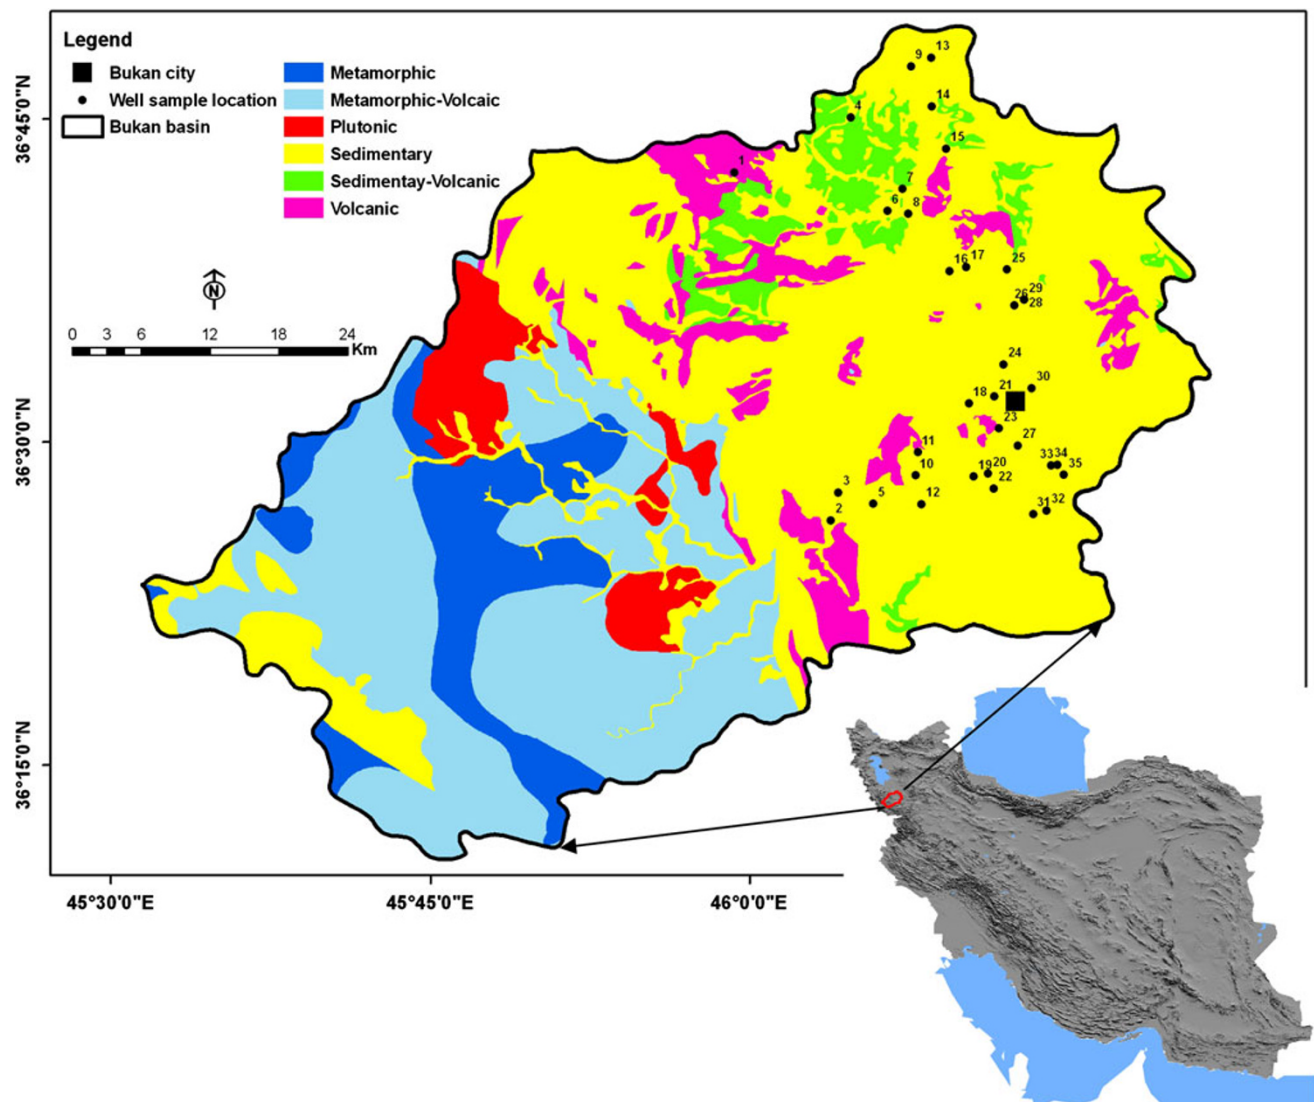 Legend
Bukan city
Well sample location
Bukan basin
Metamorphic
Metamorphic-Volcaic
Plutonic
Sedimentary
Sedimentay-Volcanic
Volcanic
N
0 3 6 12 18 24
Km
36°45'0"N
36°30'0"N
36°15'0"N
45°30'0"E
45°45'0"E
46°0'0"E
13
9
14
4
15
1
7
6
8
17
16
25
29
26
28
24
30
21
18
23
27
11
33
34
20
19
35
10
22
3
5
12
32
31
2